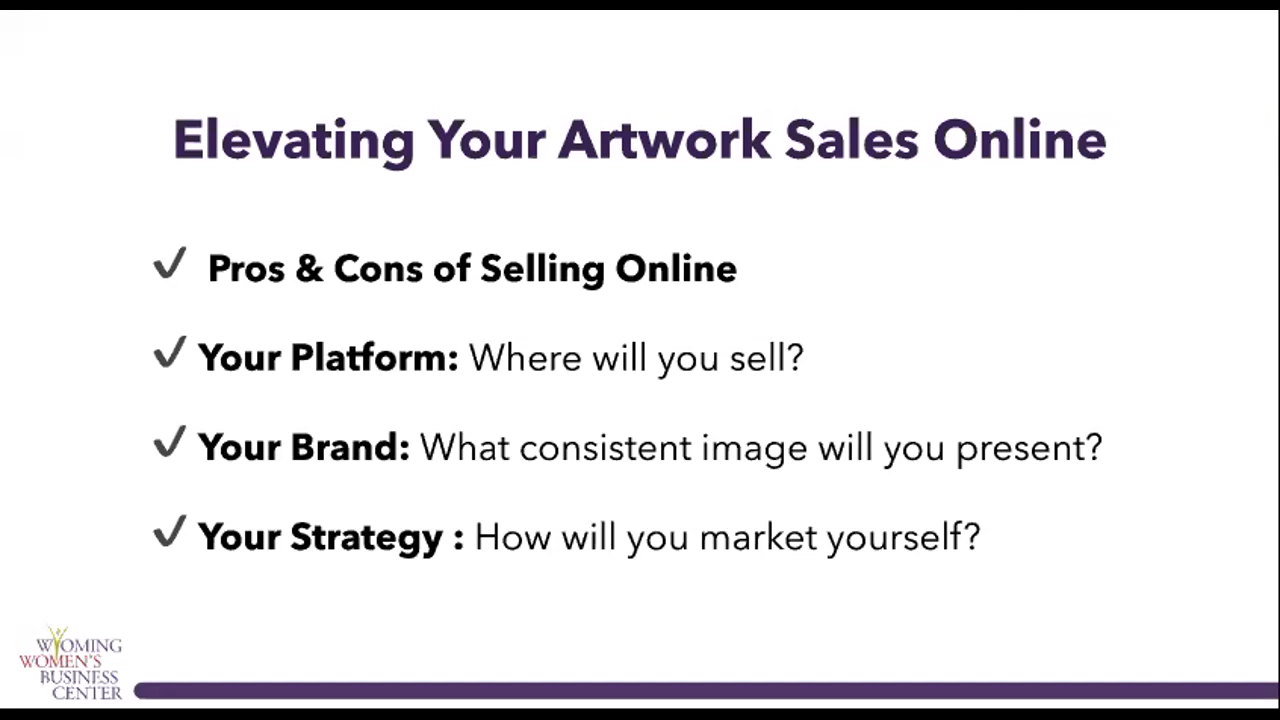 Elevating Your Artwork Sales Online
✓ Pros & Cons of Selling Online
✓ Your Platform: Where will you sell?
✓ Your Brand: What consistent image will you present?
✓ Your Strategy : How will you market yourself?
WYOMING
WOMEN'S
BUSINESS
CENTER